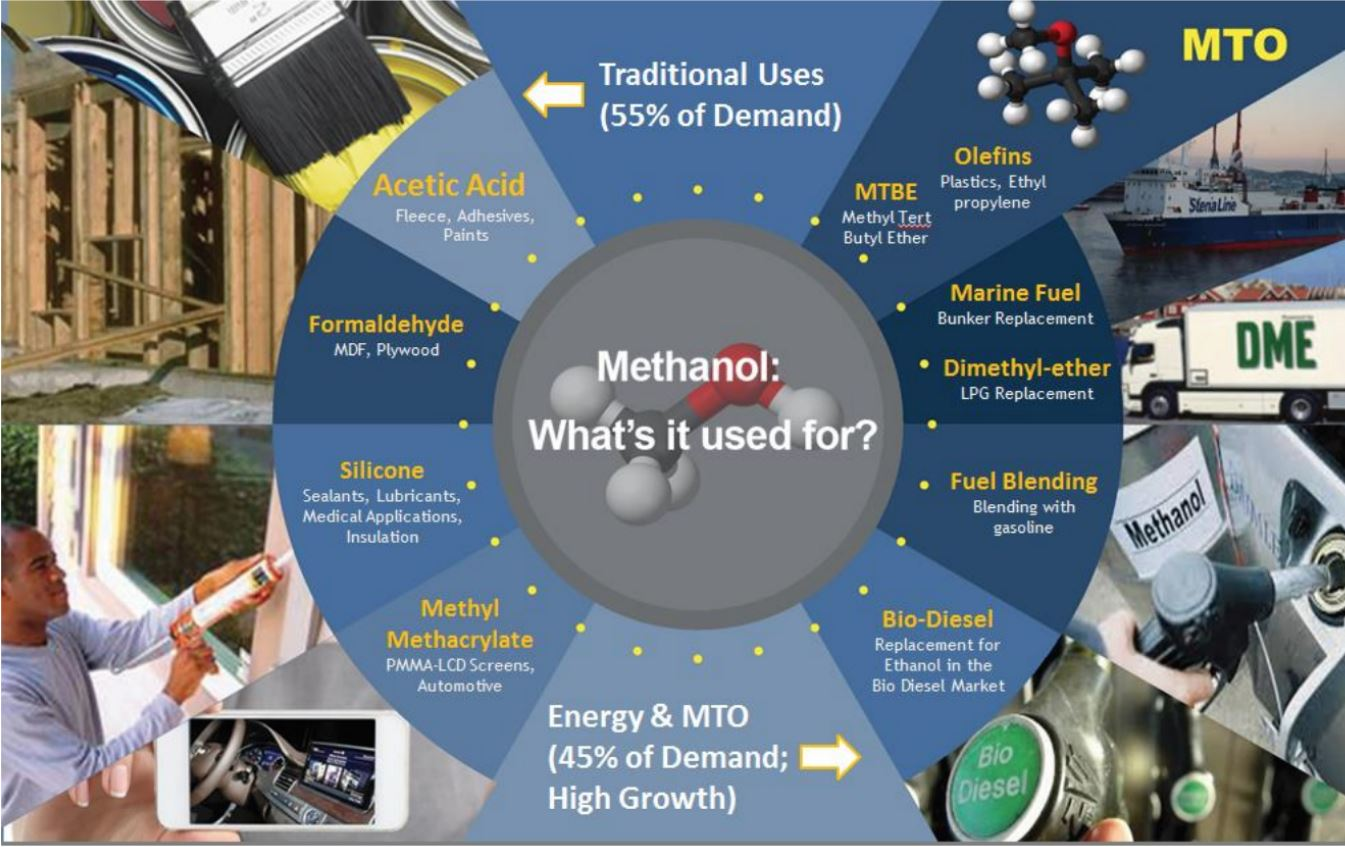 Traditional Uses
(55% of Demand)
MTO
Acetic Acid
Fleece, Adhesives,
Paints
Formaldehyde
MDF, Plywood
Silicone
Sealants, Lubricants,
Medical Applications,
Insulation
Methyl
Methacrylate
PMMA-LCD Screens,
Automotive
Methanol:
What's it used for?
Olefins
Plastics, Ethyl
propylene
MTBE
Methyl Tert
Butyl Ether
Stena Line
Marine Fuel
Bunker Replacement
DME
Dimethyl-ether
LPG Replacement
Fuel Blending
Blending with
gasoline
Methanol
Bio-Diesel
Replacement for
Ethanol in the
Bio Diesel Market
Bio
Diesel
Energy & MTO
(45% of Demand;
High Growth)